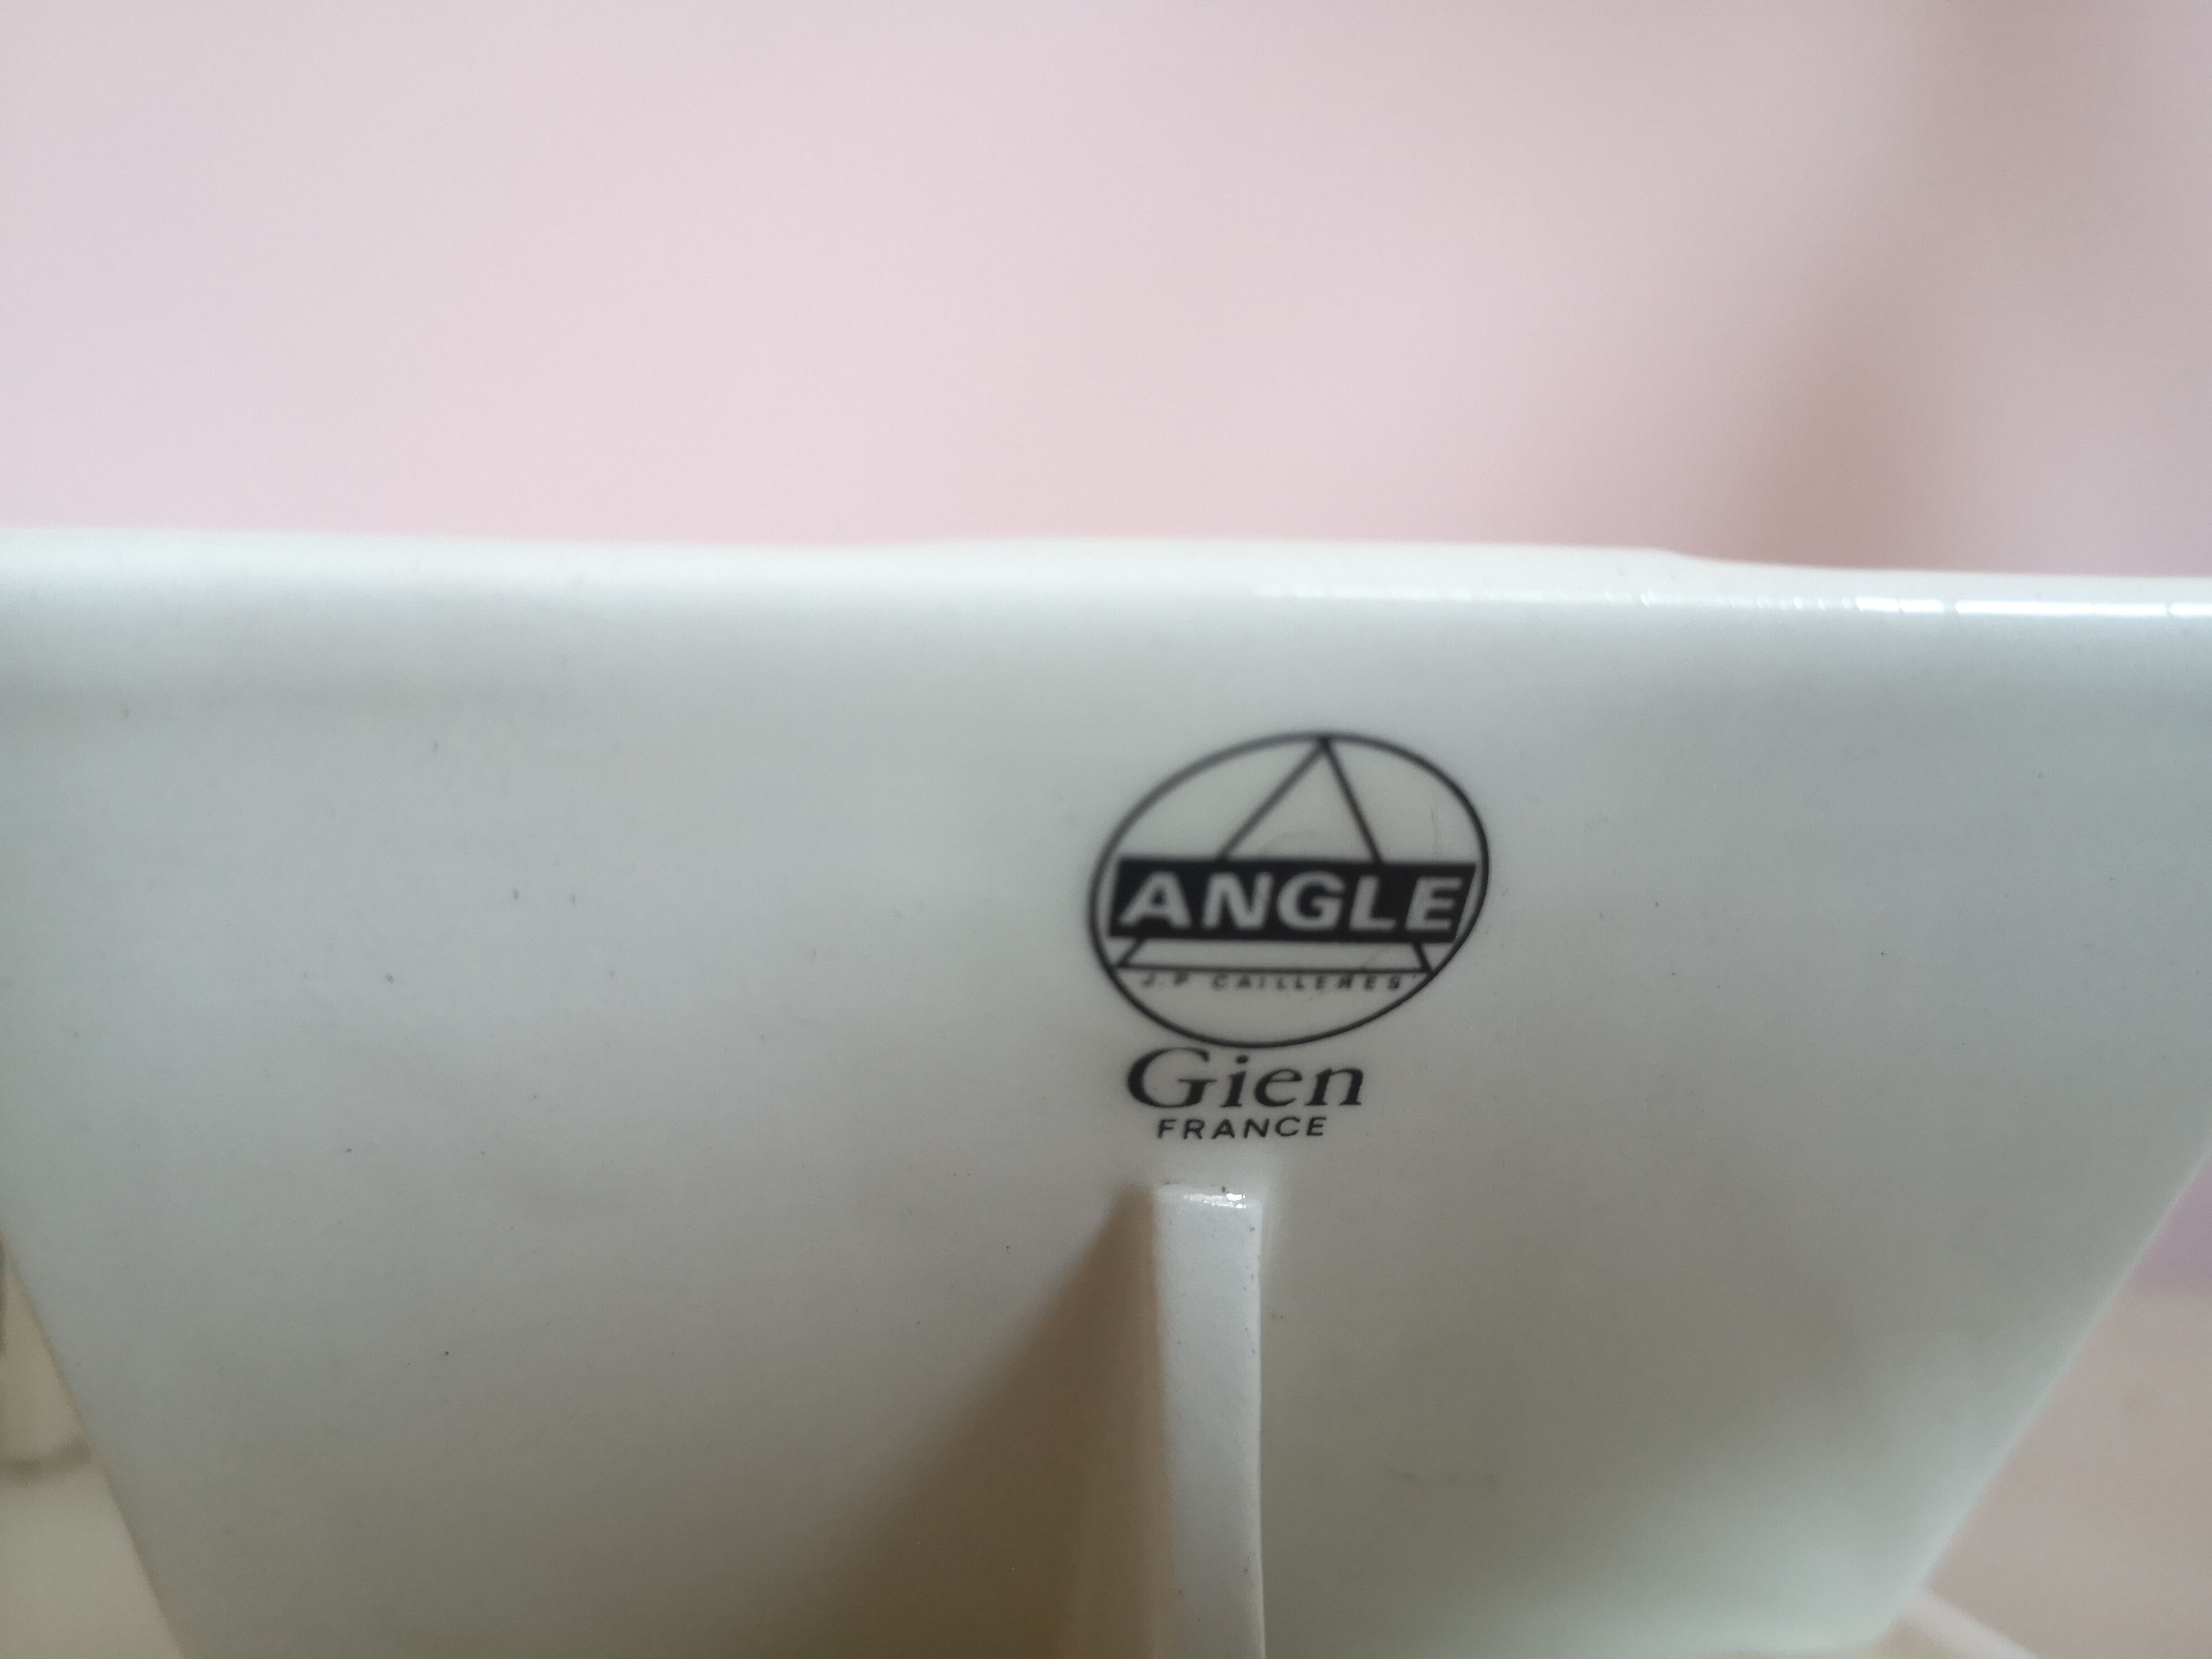 ANGLE
J.P CAILLERES
Gien
FRANCE